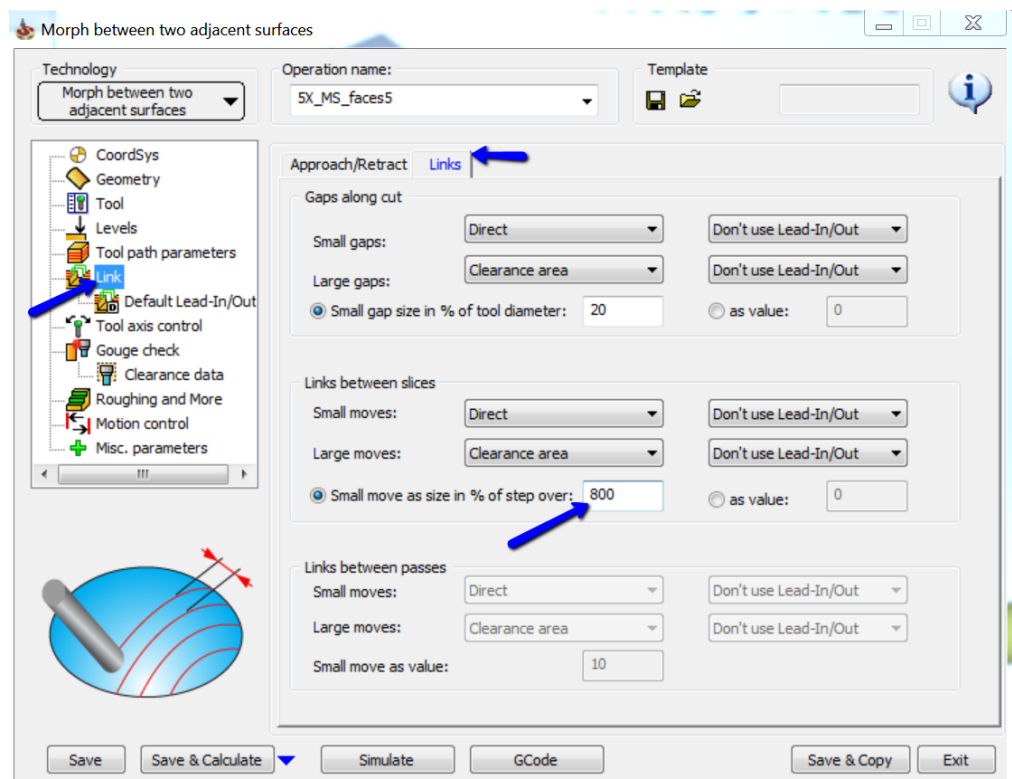 Morph between two adjacent surfaces
Technology
Morph between two
adjacent surfaces
Operation name:
5X_MS_faces5
Template
CoordSys
Geometry
Tool
Levels
Tool path parameters
Link
Default Lead-In/Out
Tool axis control
Gouge check
Clearance data
Roughing and More
Motion control
Misc. parameters
Approach/Retract Links
Gaps along cut
Small gaps: Direct Don't use Lead-In/Out
Large gaps: Clearance area Don't use Lead-In/Out
Small gap size in % of tool diameter: 20 as value: 0
Links between slices
Small moves: Direct Don't use Lead-In/Out
Large moves: Clearance area Don't use Lead-In/Out
Small move as size in % of step over: 800 as value: 0
Links between passes
Small moves: Direct Don't use Lead-In/Out
Large moves: Clearance area Don't use Lead-In/Out
Small move as value: 10
Save Save & Calculate Simulate GCode Save & Copy Exit